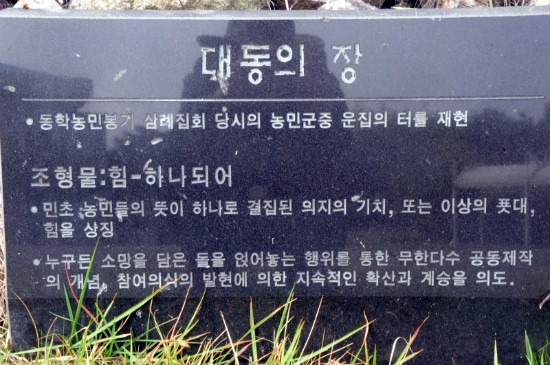 대동의 장
• 동학농민봉기 삼례집회 당시의 농민군중 운집의 터를 재현
조형물:힘-하나되어
• 민초 농민들의 뜻이 하나로 결집된 의지의 기치, 또는 이상의 푯대,
힘을 상징
• 누구든 소망을 담은 돌을 얹어놓는 행위를 통한 무한다수 공동제작
의 개념, 참여의식의 발현에 의한 지속적인 확산과 계승을 의도.